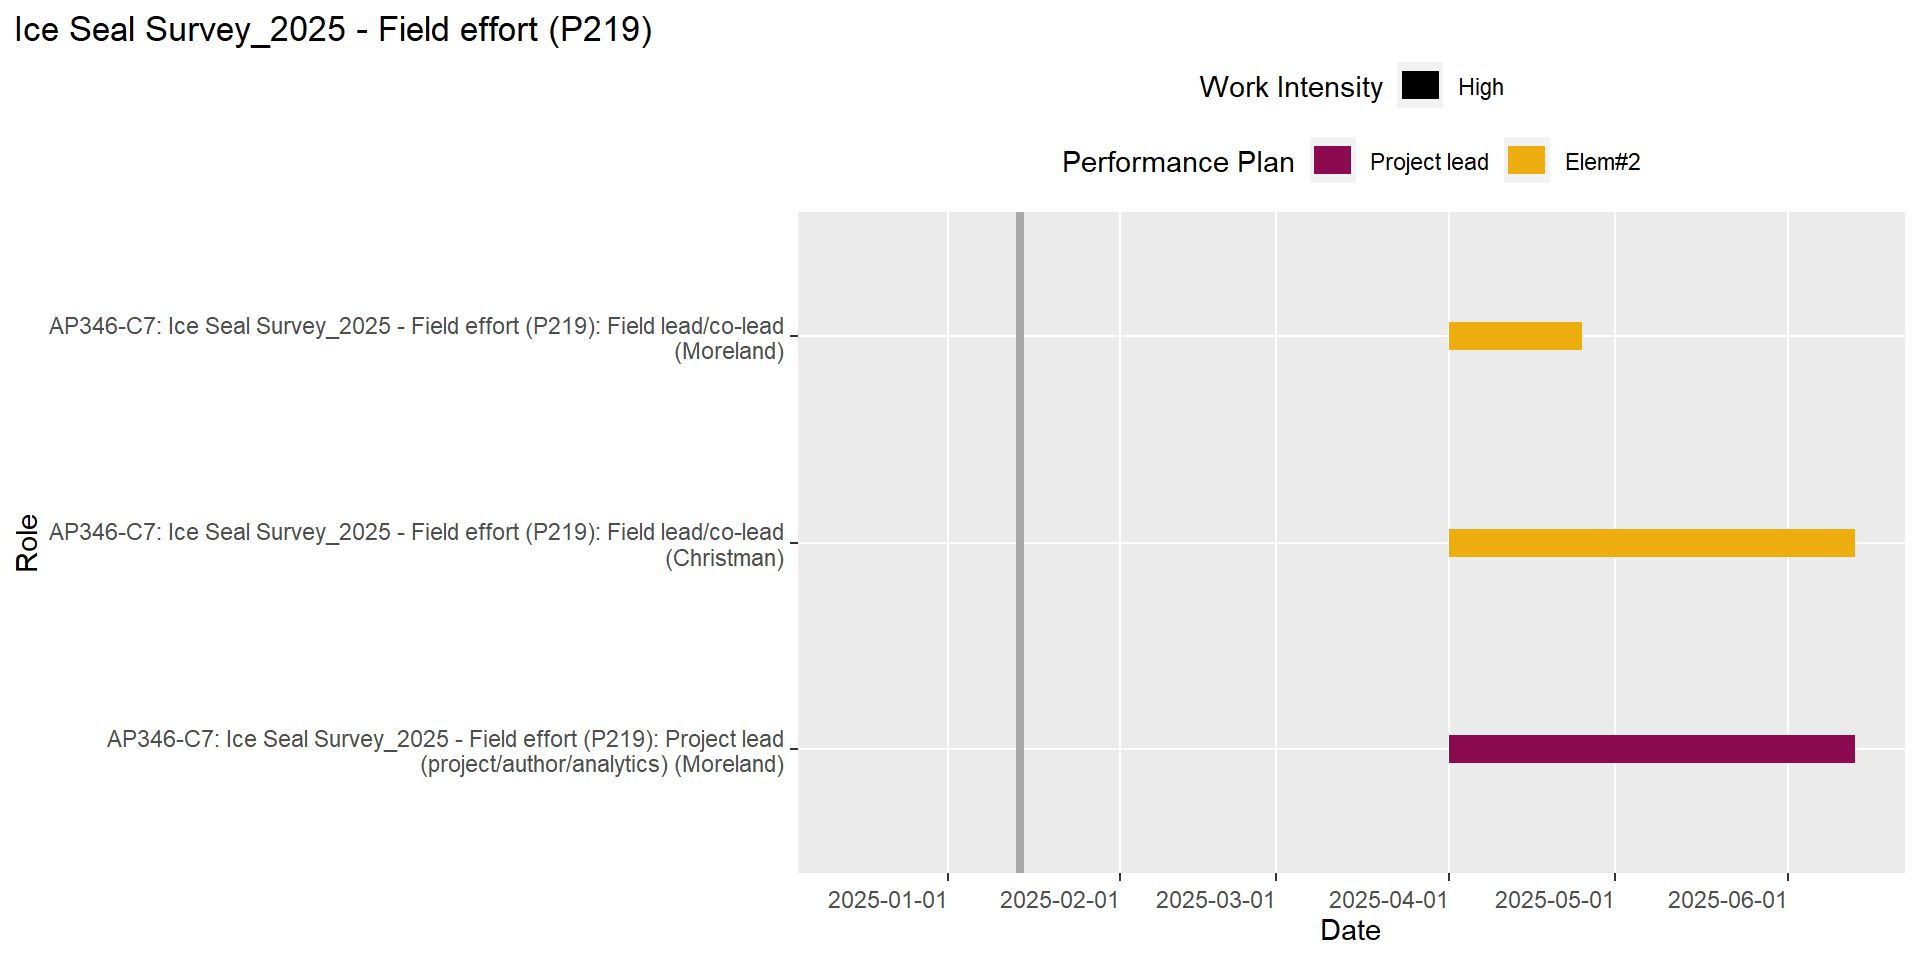 Ice Seal Survey_2025 - Field effort (P219)
Work Intensity High
Performance Plan Project lead Elem#2
AP346-C7: Ice Seal Survey_2025 - Field effort (P219): Field lead/co-lead
(Moreland)
Role
AP346-C7: Ice Seal Survey_2025 - Field effort (P219): Field lead/co-lead
(Christman)
AP346-C7: Ice Seal Survey_2025 - Field effort (P219): Project lead
(project/author/analytics) (Moreland)
2025-01-01 2025-02-01 2025-03-01 2025-04-01 2025-05-01 2025-06-01
Date